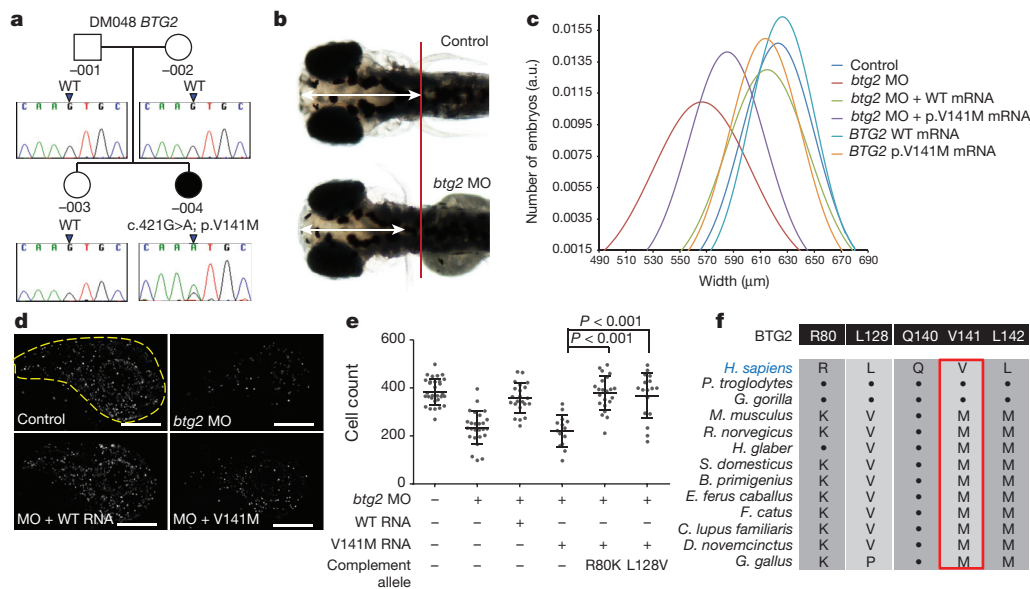 a
DM048 BTG2
–001
–002
WT
WT
C A A G T G C
C A A G T G C
–003
–004
WT
c.421G>A; p.V141M
C A A G T G C
C A A A T G C
b
Control
btg2 MO
c
Number of embryos (a.u.)
0.0155
0.0135
0.0115
0.0095
0.0075
0.0055
0.0035
0.0015
490 510 530 550 570 590 610 630 650 670 690
Width (μm)
Control
btg2 MO
btg2 MO + WT mRNA
btg2 MO + p.V141M mRNA
BTG2 WT mRNA
BTG2 p.V141M mRNA
d
Control
btg2 MO
MO + WT RNA
MO + V141M
e
P < 0.001
P < 0.001
Cell count
600
400
200
0
btg2 MO – + + + + +
WT RNA – – + – – –
V141M RNA – – – + + +
Complement allele – – – – R80K L128V
f
BTG2 R80 L128 Q140 V141 L142
H. sapiens R L Q V L
P. troglodytes • • • • •
G. gorilla • • • • •
M. musculus K V • M M
R. norvegicus K V • M M
H. glaber • V • M M
S. domesticus K V • M M
B. primigenius K V • M M
E. ferus caballus K V • M M
F. catus K V • M M
C. lupus familiaris K V • M M
D. novemcinctus K V • M M
G. gallus K P • M M